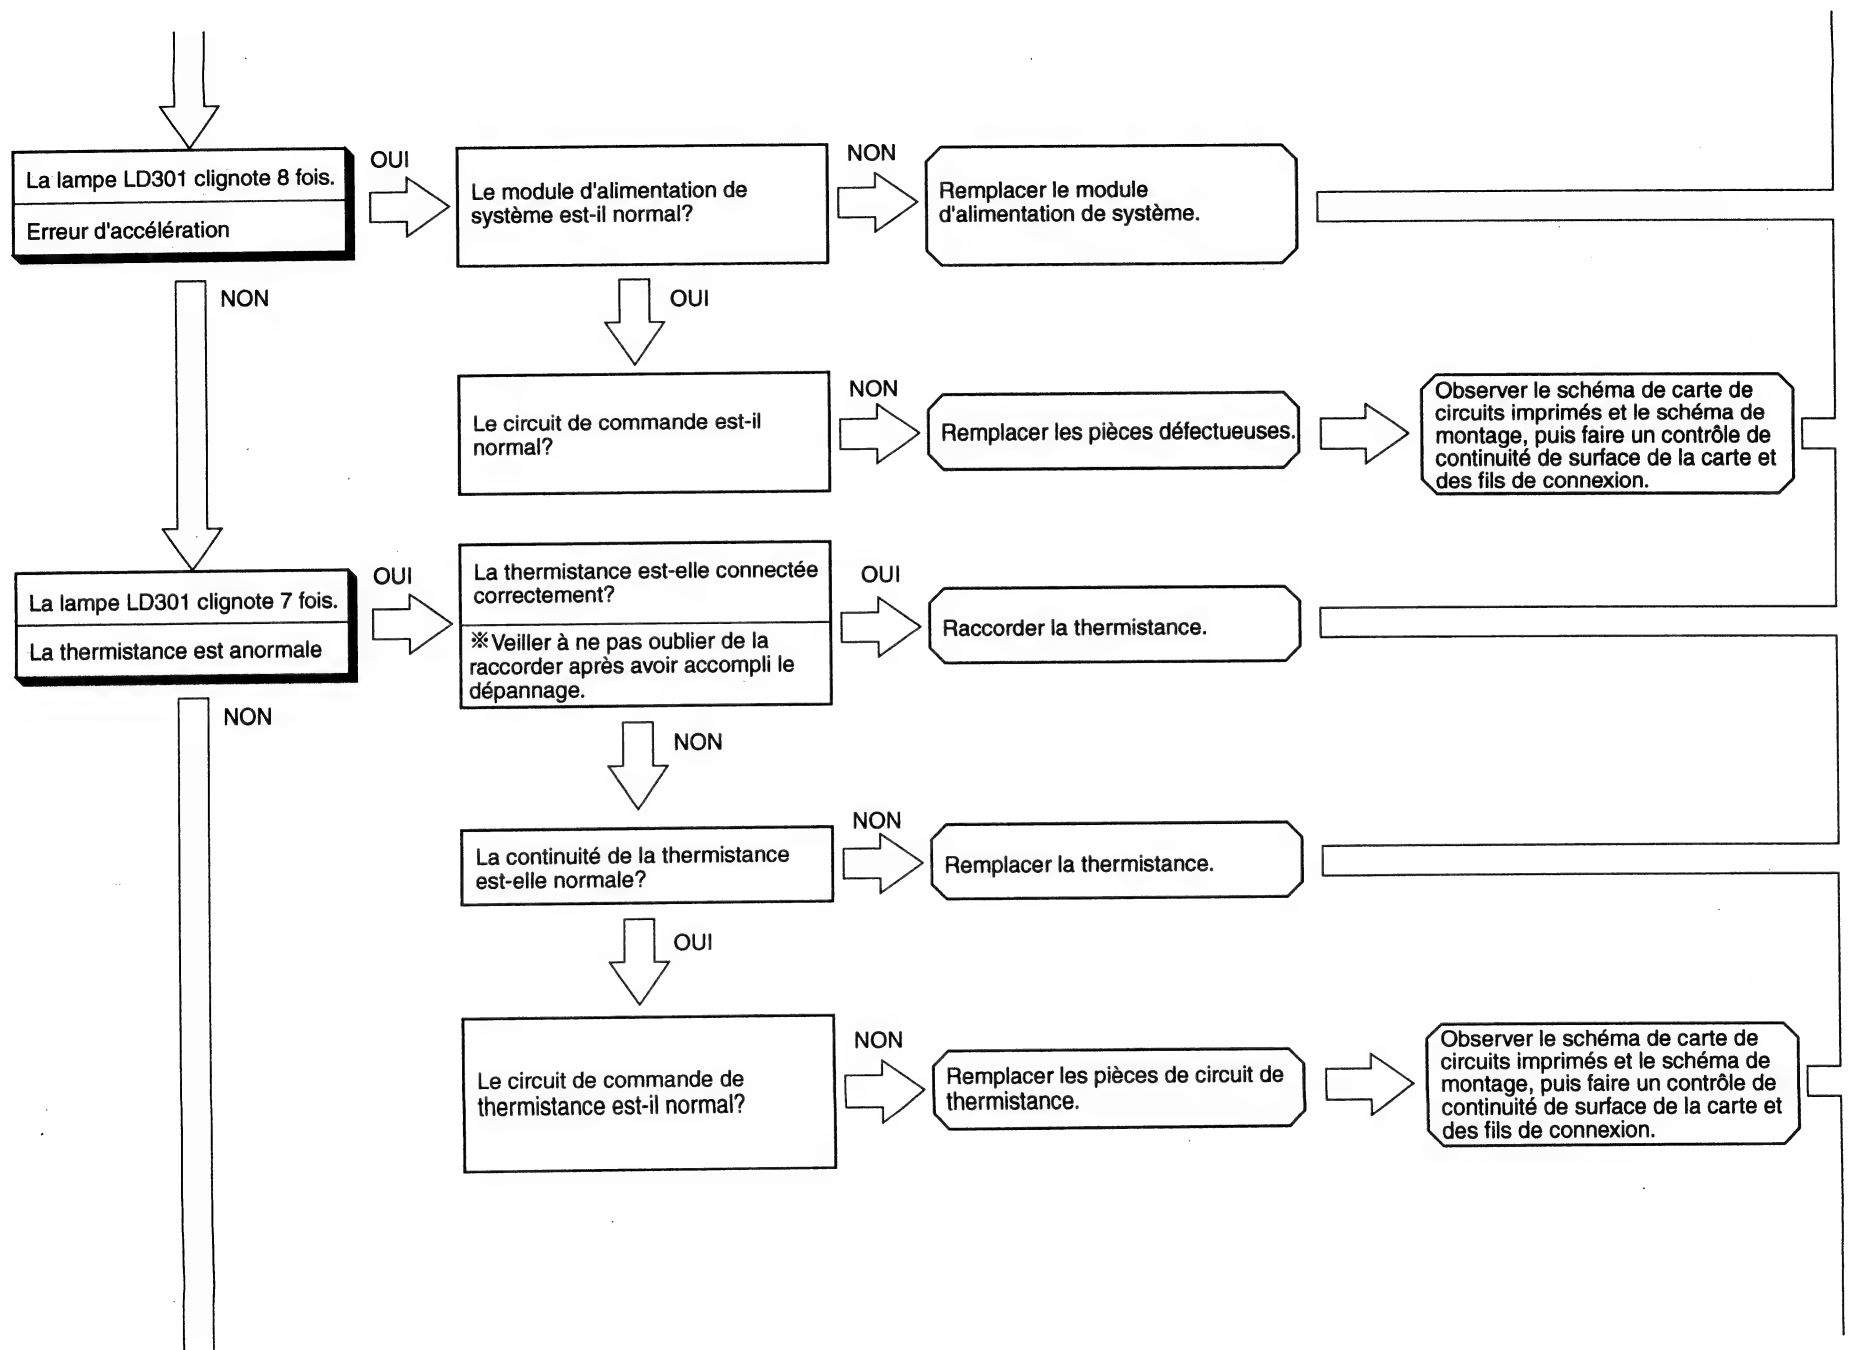 La lampe LD301 clignote 8 fois.
Erreur d'accélération
OUI
Le module d'alimentation de
système est-il normal?
NON
Remplacer le module
d'alimentation de système.
NON
OUI
Le circuit de commande est-il
normal?
NON
Remplacer les pièces défectueuses.
Observer le schéma de carte de
circuits imprimés et le schéma de
montage, puis faire un contrôle de
continuité de surface de la carte et
des fils de connexion.
La lampe LD301 clignote 7 fois.
La thermistance est anormale
OUI
La thermistance est-elle connectée
correctement?
※Veiller à ne pas oublier de la
raccorder après avoir accompli le
dépannage.
OUI
Raccorder la thermistance.
NON
NON
La continuité de la thermistance
est-elle normale?
NON
Remplacer la thermistance.
OUI
Le circuit de commande de
thermistance est-il normal?
NON
Remplacer les pièces de circuit de
thermistance.
Observer le schéma de carte de
circuits imprimés et le schéma de
montage, puis faire un contrôle de
continuité de surface de la carte et
des fils de connexion.